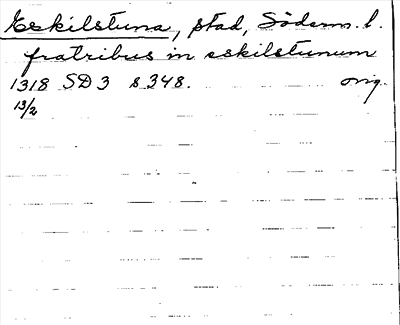 Eskilstuna, stad, Söderm. l.
fratribus in eskilstunum
1318 SD 3 s. 348. orig.
13/2